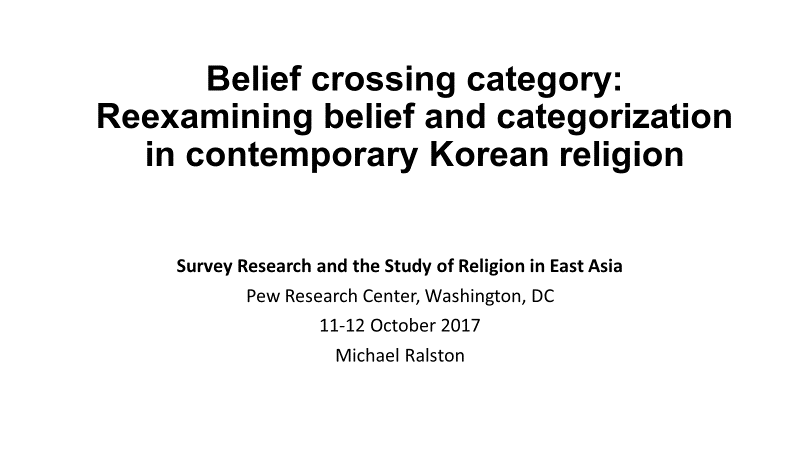 Belief crossing category:
Reexamining belief and categorization
in contemporary Korean religion
Survey Research and the Study of Religion in East Asia
Pew Research Center, Washington, DC
11-12 October 2017
Michael Ralston